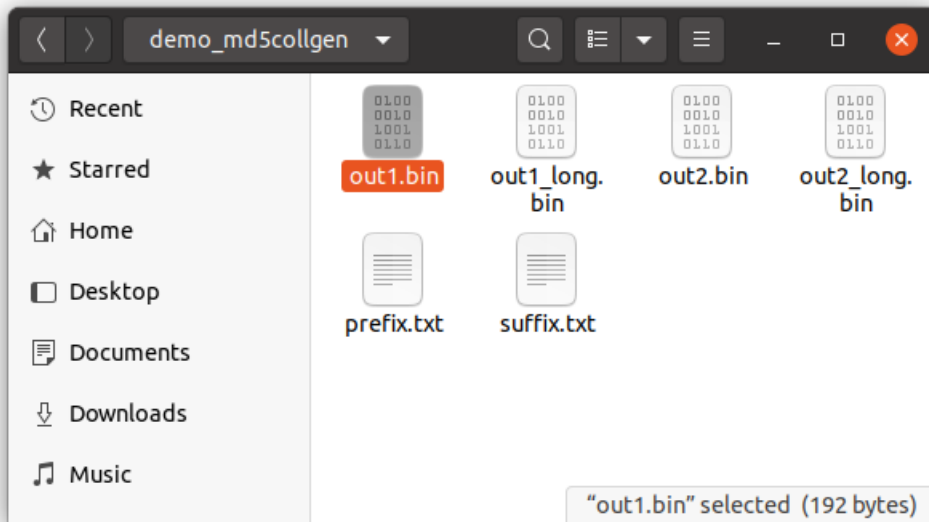 demo_md5collgen
Recent
Starred
Home
Desktop
Documents
Downloads
Music
0100
0010
1001
0110
0100
0010
1001
0110
0100
0010
1001
0110
0100
0010
1001
0110
out1.bin
out1_long.
bin
out2.bin
out2_long.
bin
prefix.txt
suffix.txt
“out1.bin” selected (192 bytes)